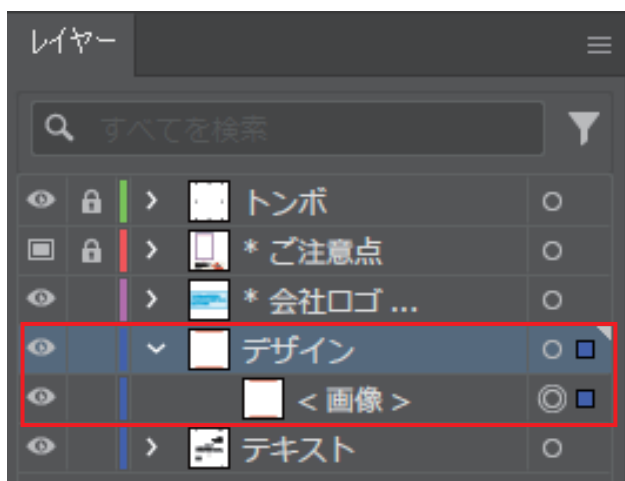 レイヤー
すべてを検索
トンボ
* ご注意点
* 会社ロゴ ...
デザイン
< 画像 >
テキスト